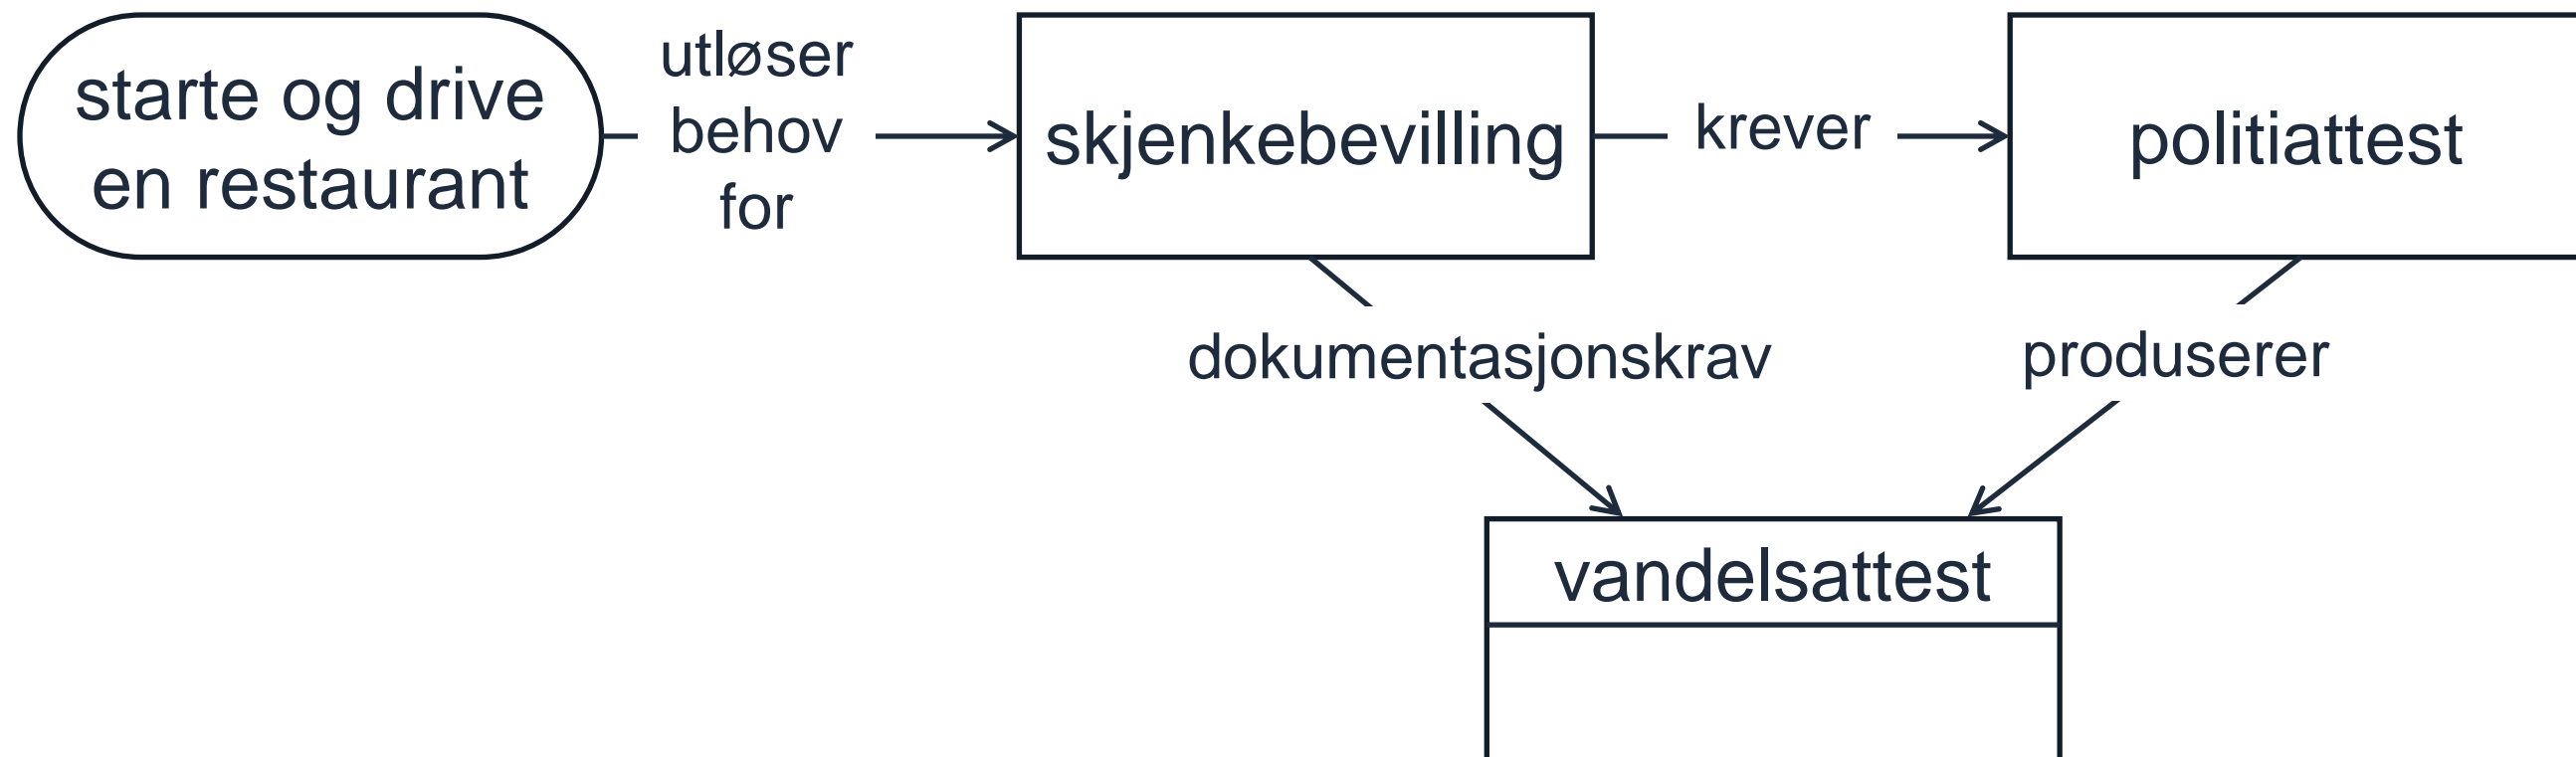 starte og drive
en restaurant
utløser
behov
for
skjenkebevilling
krever
politiattest
dokumentasjonskrav
produserer
vandelsattest